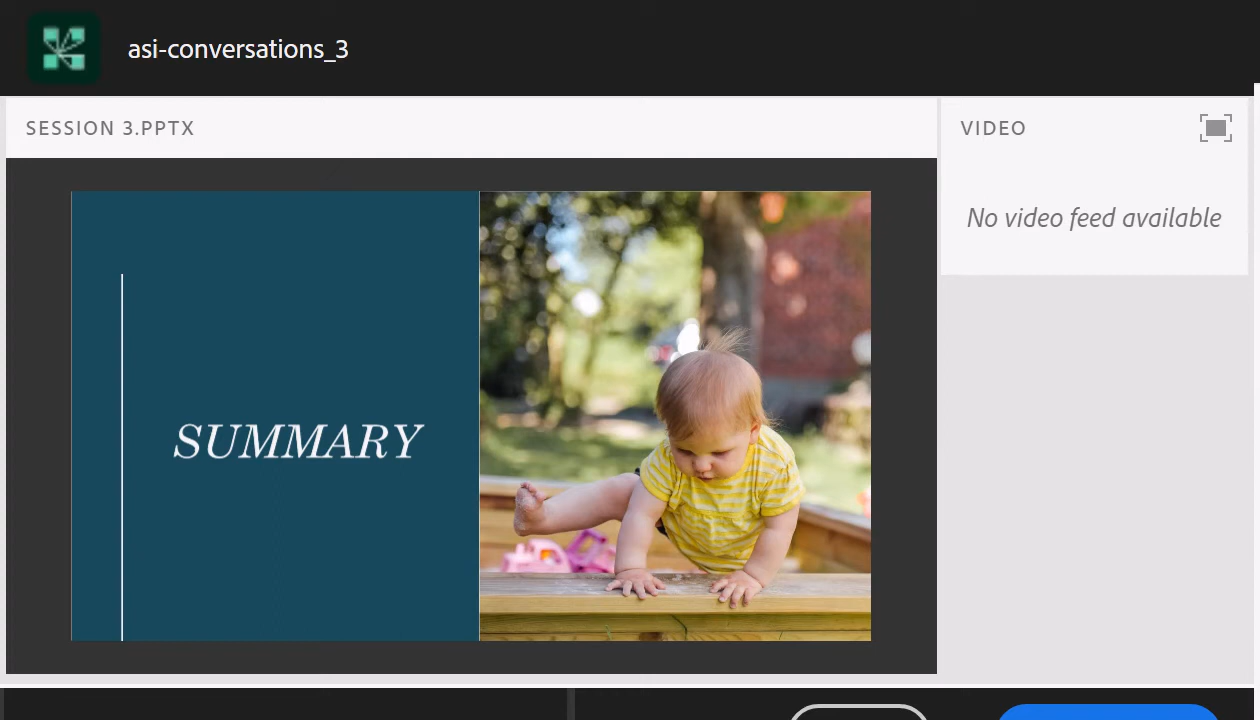 asi-conversations_3
SESSION 3.PPTX
VIDEO
No video feed available
SUMMARY